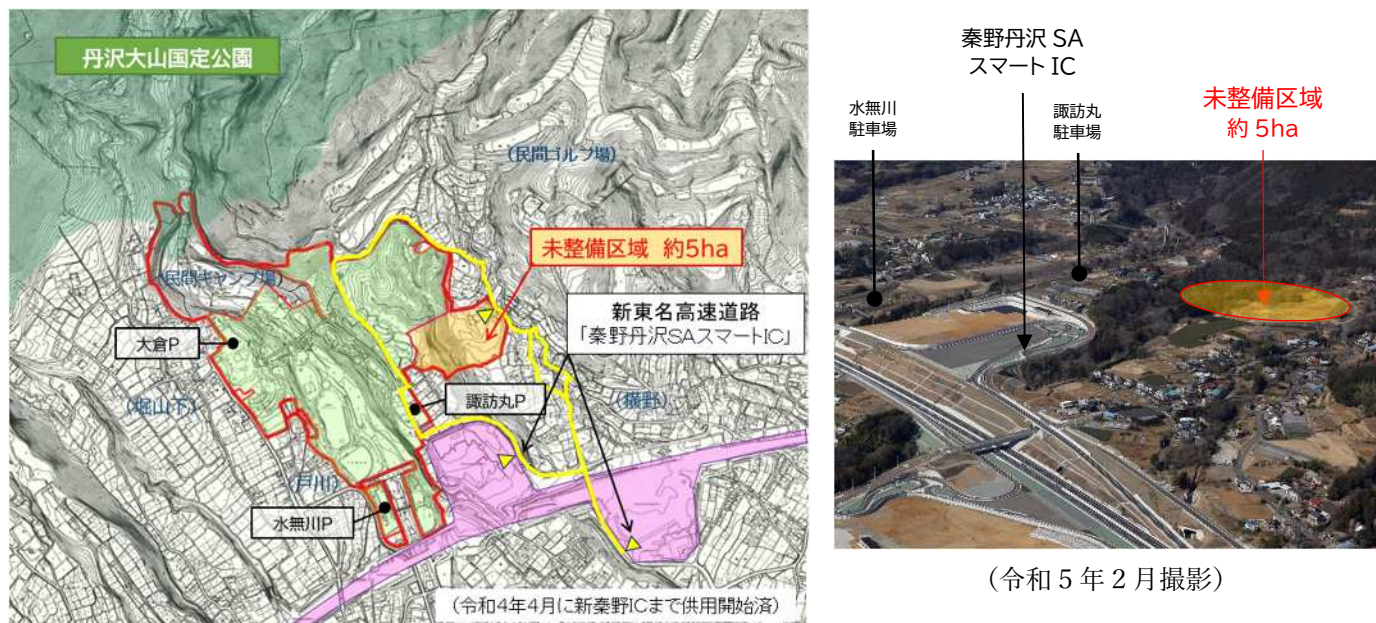 丹沢大山国定公園
(民間ゴルフ場)
未整備区域 約5ha
(民間キャンプ場)
新東名高速道路
「秦野丹沢SAスマートIC」
大倉P
(堀山下)
諏訪丸P
(横野)
(戸川)
水無川P
(令和4年4月に新秦野ICまで供用開始済)
秦野丹沢 SA
スマート IC
水無川
駐車場
諏訪丸
駐車場
未整備区域
約 5ha
(令和 5 年 2 月撮影)